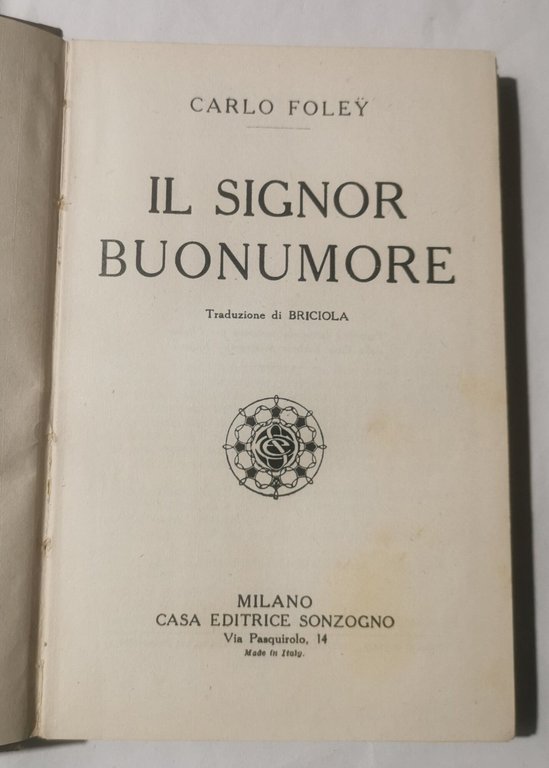 CARLO FOLEŸ
IL SIGNOR
BUONUMORE
Traduzione di BRICIOLA
MILANO
CASA EDITRICE SONZOGNO
Via Pasquirolo, 14
Made in Italy.